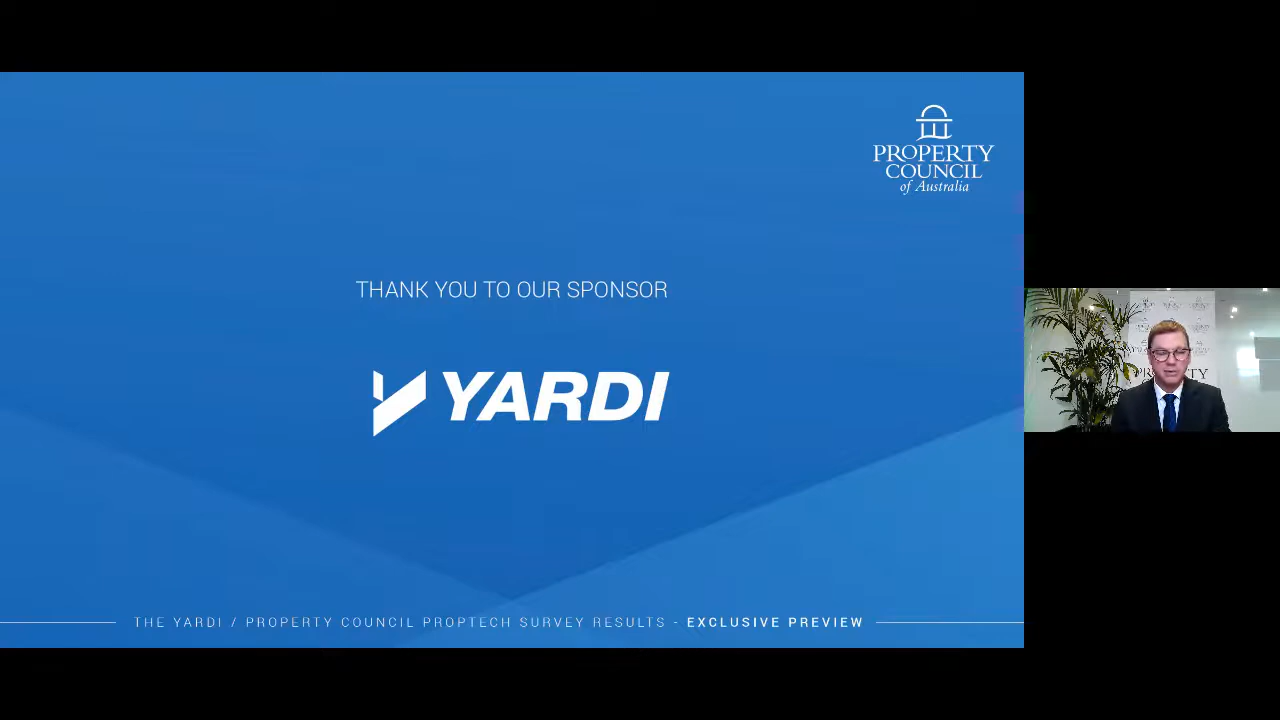 PROPERTY
COUNCIL
of Australia
THANK YOU TO OUR SPONSOR
YARDI
THE YARDI / PROPERTY COUNCIL PROPTECH SURVEY RESULTS - EXCLUSIVE PREVIEW